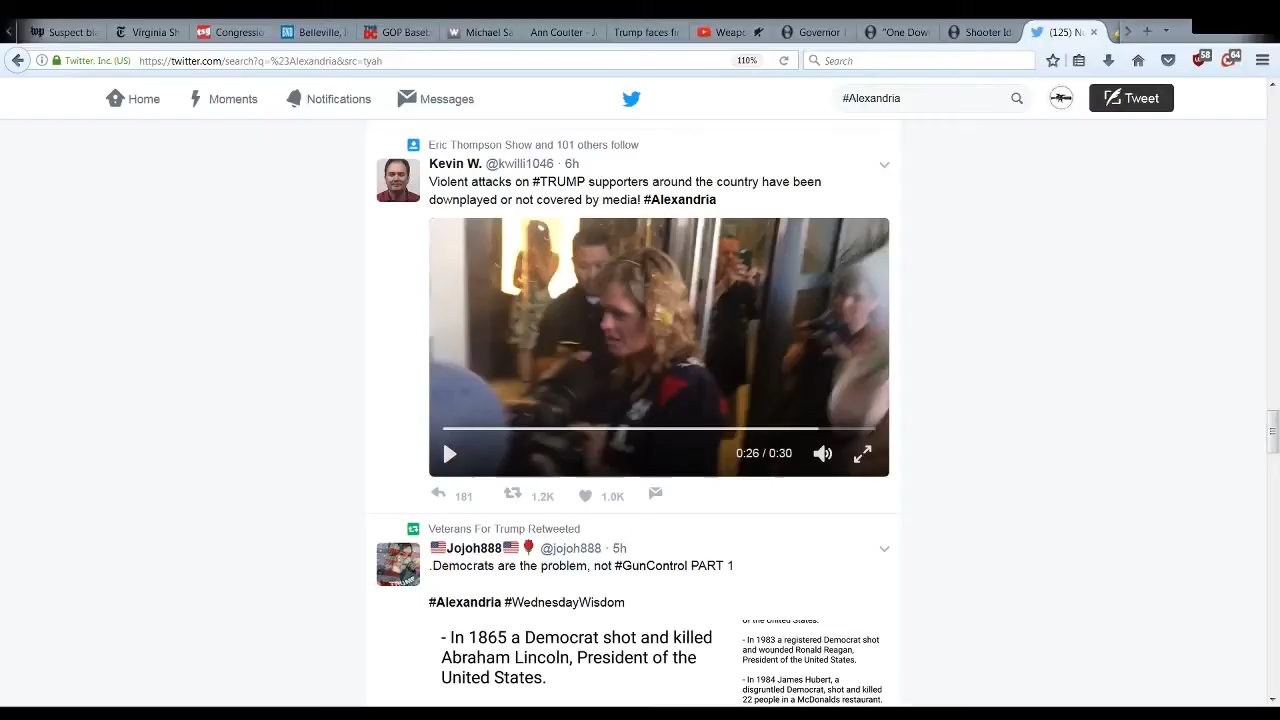 Suspect bla
Virginia Sh
Congressio
Belleville, I
GOP Baseb
Michael Sa
Ann Coulter - J
Trump faces fir
Weapo
Governor
"One Dow
Shooter Id
(125) N
Twitter, Inc. (US)
https://twitter.com/search?q=%23Alexandria&src=tyah
110%
Search
58
64
Home
Moments
Notifications
Messages
#Alexandria
Tweet
Eric Thompson Show and 101 others follow
Kevin W. @kwilli1046 · 6h
Violent attacks on #TRUMP supporters around the country have been
downplayed or not covered by media! #Alexandria
0:26 / 0:30
181
1.2K
1.0K
Veterans For Trump Retweeted
Jojoh888 @jojoh888 · 5h
.Democrats are the problem, not #GunControl PART 1
#Alexandria #WednesdayWisdom
- In 1865 a Democrat shot and killed
Abraham Lincoln, President of the
United States.
of the United States.
- In 1983 a registered Democrat shot
and wounded Ronald Reagan,
President of the United States.
- In 1984 James Hubert, a
disgruntled Democrat, shot and killed
22 people in a McDonalds restaurant.